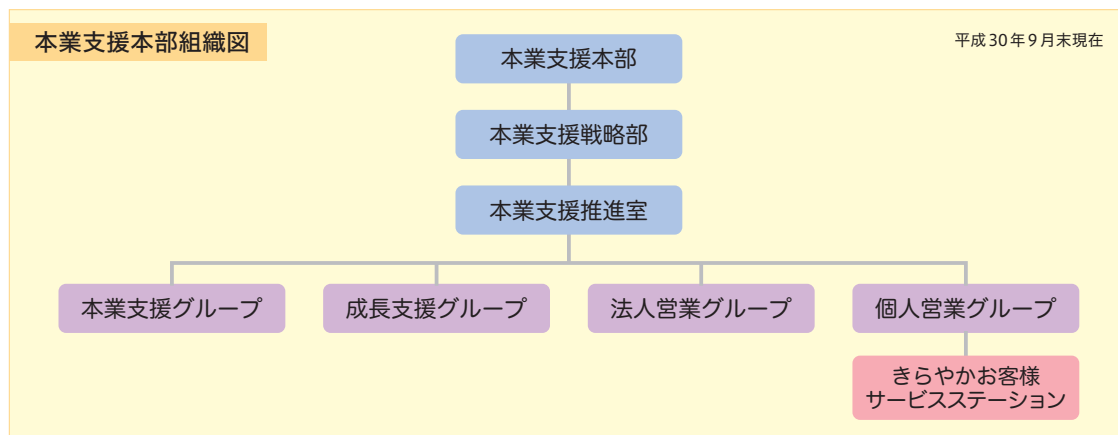 本業支援本部組織図
平成30年9月末現在
本業支援本部
本業支援戦略部
本業支援推進室
本業支援グループ
成長支援グループ
法人営業グループ
個人営業グループ
きらやかお客様
サービスステーション